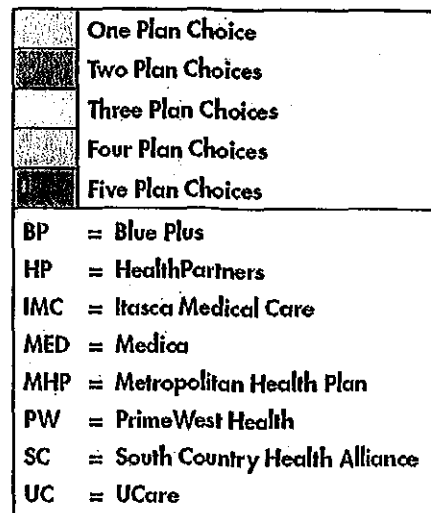 One Plan Choice
Two Plan Choices
Three Plan Choices
Four Plan Choices
Five Plan Choices
BP = Blue Plus
HP = HealthPartners
IMC = Itasca Medical Care
MED = Medica
MHP = Metropolitan Health Plan
PW = PrimeWest Health
SC = South Country Health Alliance
UC = UCare